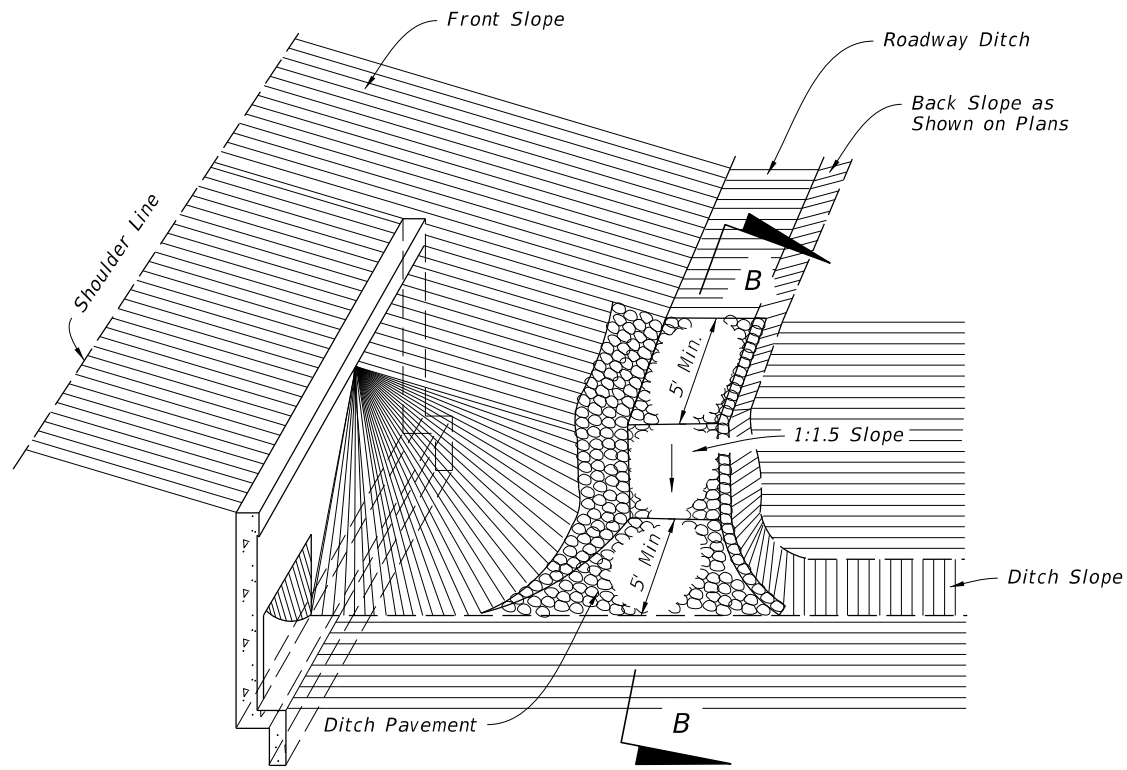 Front Slope
Roadway Ditch
Back Slope as
Shown on Plans
Shoulder Line
B
5' Min.
1:1.5 Slope
5' Min.
Ditch Slope
Ditch Pavement
B